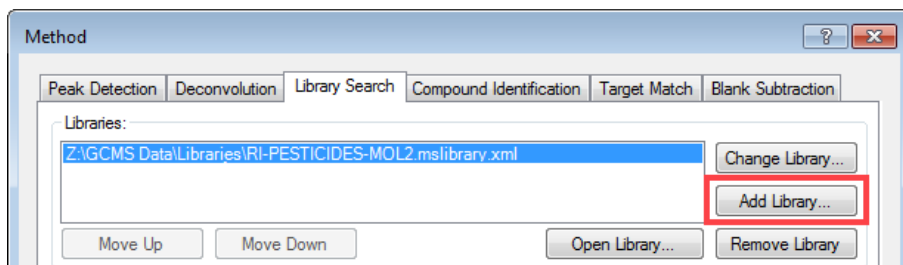 Method
Peak Detection Deconvolution Library Search Compound Identification Target Match Blank Subtraction
Libraries:
Z:\GCMS Data\Libraries\RI-PESTICIDES-MOL2.mslibrary.xml
Change Library...
Add Library...
Move Up Move Down Open Library... Remove Library